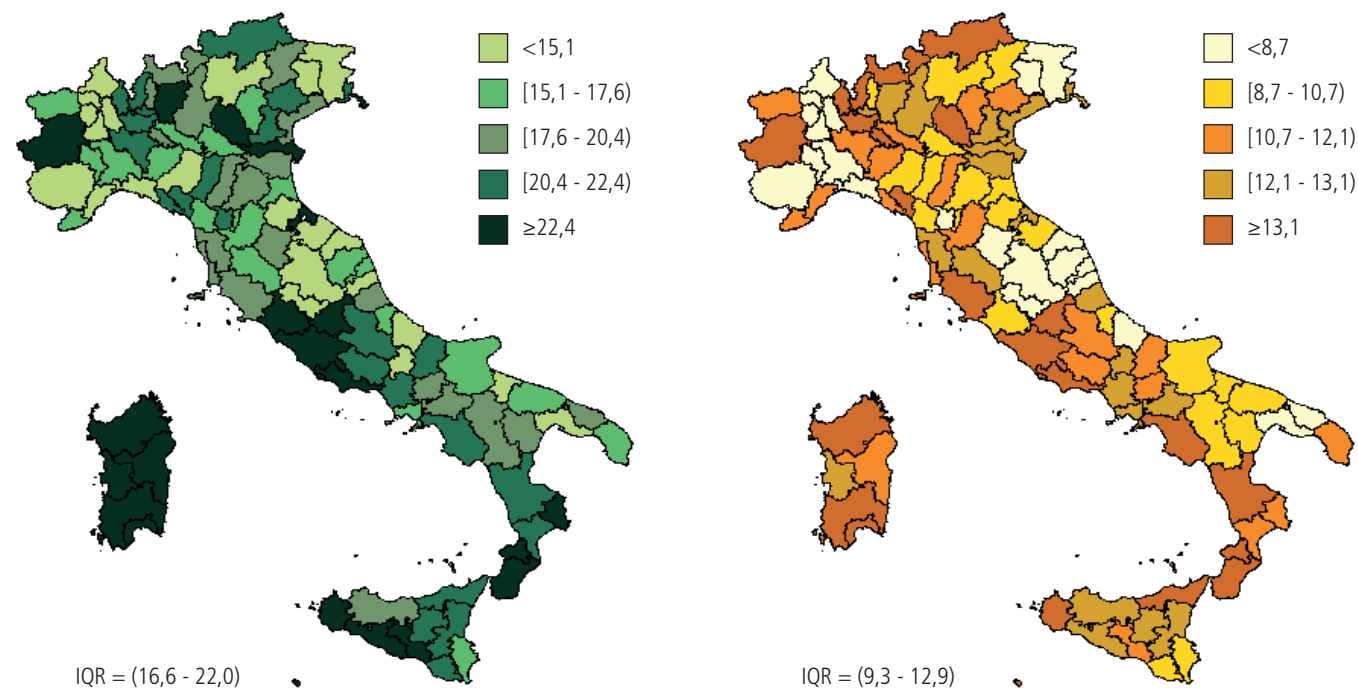 <15,1
[15,1 - 17,6)
[17,6 - 20,4)
[20,4 - 22,4)
≥22,4
IQR = (16,6 - 22,0)
<8,7
[8,7 - 10,7)
[10,7 - 12,1)
[12,1 - 13,1)
≥13,1
IQR = (9,3 - 12,9)